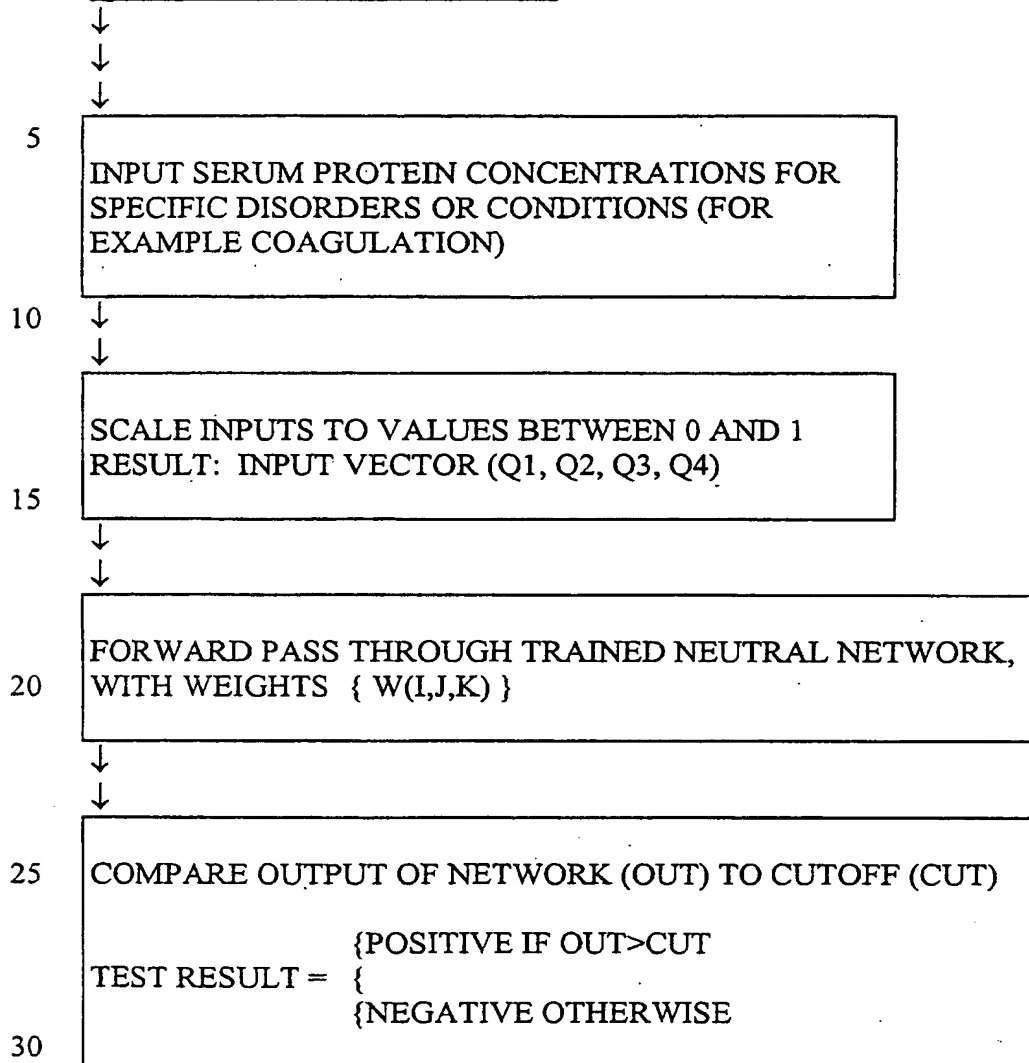 ↓
↓
↓
5
INPUT SERUM PROTEIN CONCENTRATIONS FOR
SPECIFIC DISORDERS OR CONDITIONS (FOR
EXAMPLE COAGULATION)
10 ↓
↓
SCALE INPUTS TO VALUES BETWEEN 0 AND 1
RESULT: INPUT VECTOR (Q1, Q2, Q3, Q4)
15
↓
↓
FORWARD PASS THROUGH TRAINED NEUTRAL NETWORK,
20 WITH WEIGHTS { W(I,J,K) }
↓
↓
25 COMPARE OUTPUT OF NETWORK (OUT) TO CUTOFF (CUT)
{POSITIVE IF OUT>CUT
TEST RESULT = {
{NEGATIVE OTHERWISE
30